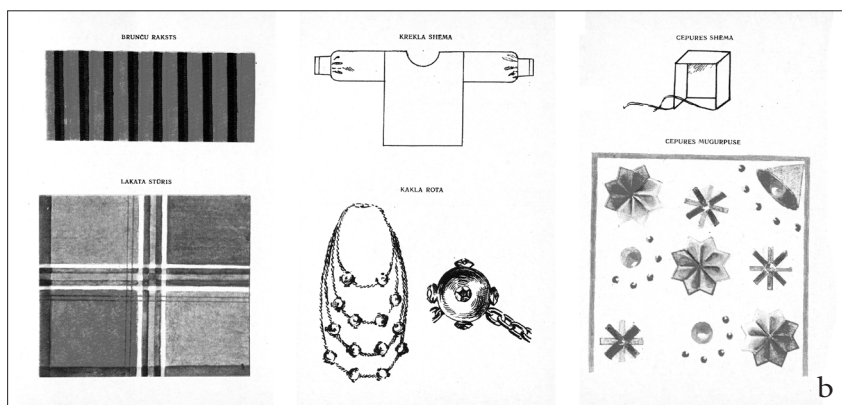 BRUNČU RAKSTS
LAKATA STŪRIS
KREKLA SHĒMA
KAKLA ROTA
CEPURES SHĒMA
CEPURES MUGURPUSE
b